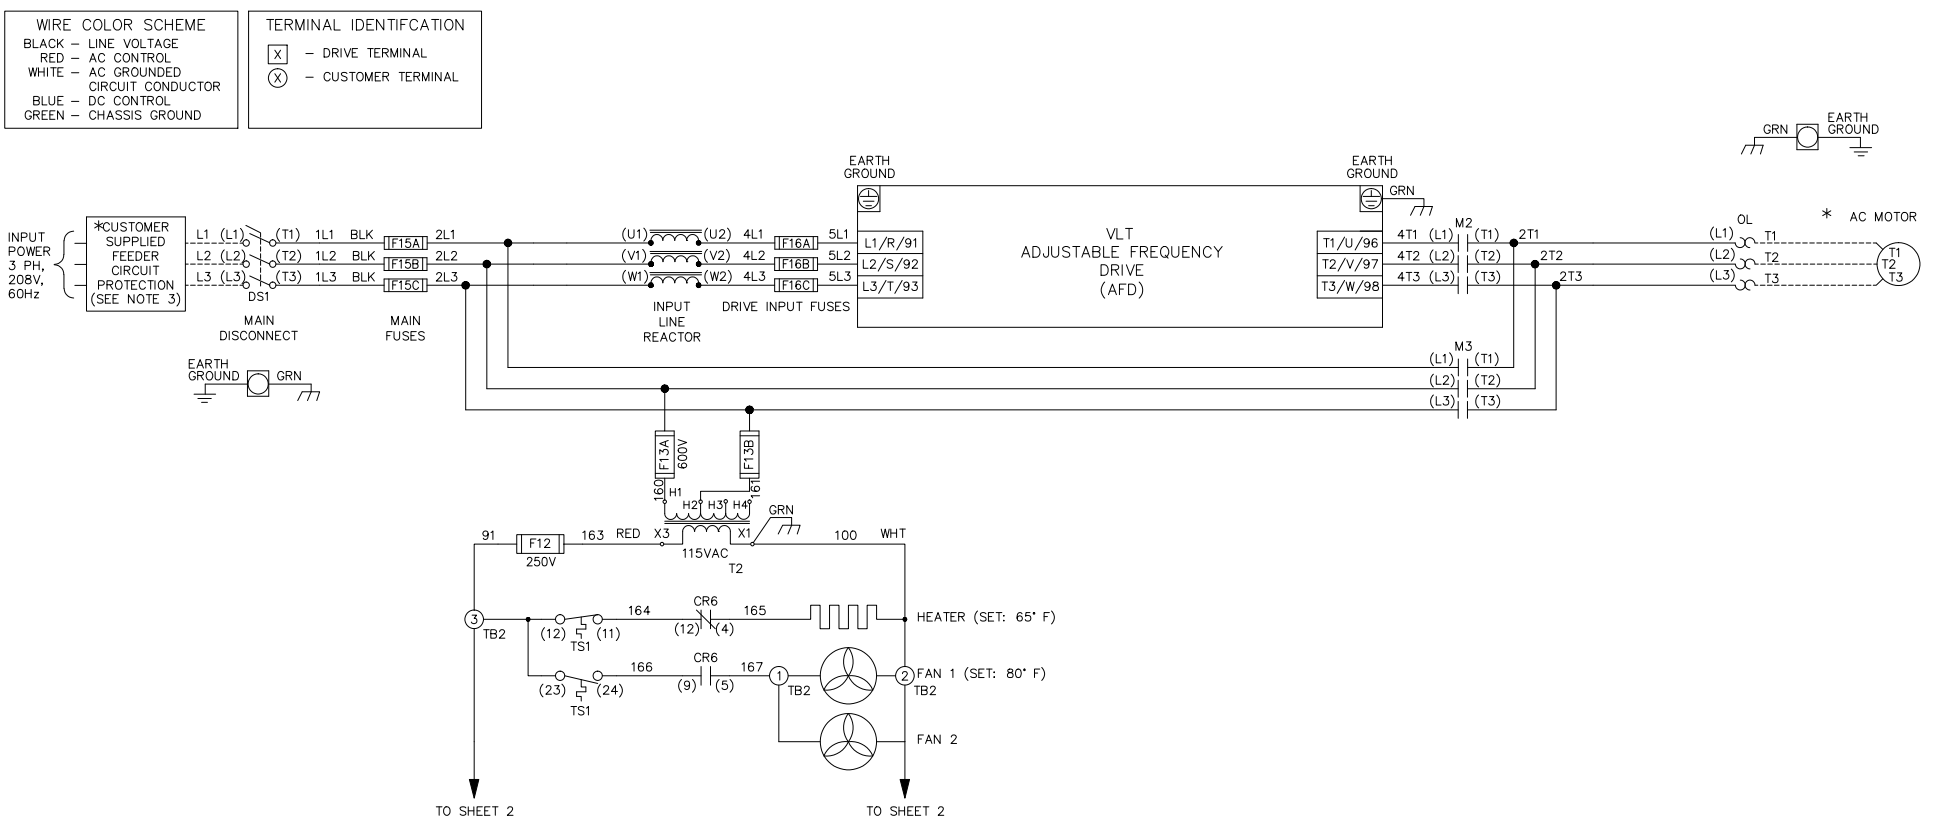 WIRE COLOR SCHEME
BLACK – LINE VOLTAGE
RED – AC CONTROL
WHITE – AC GROUNDED
CIRCUIT CONDUCTOR
BLUE – DC CONTROL
GREEN – CHASSIS GROUND
TERMINAL IDENTIFCATION
X – DRIVE TERMINAL
X – CUSTOMER TERMINAL
GRN
EARTH
GROUND
EARTH
GROUND
EARTH
GROUND
GRN
INPUT
POWER
3 PH,
208V,
60Hz
*CUSTOMER
SUPPLIED
FEEDER
CIRCUIT
PROTECTION
(SEE NOTE 3)
L1 (L1) (T1) 1L1 BLK F15A 2L1
L2 (L2) (T2) 1L2 BLK F15B 2L2
L3 (L3) (T3) 1L3 BLK F15C 2L3
DS1
MAIN
DISCONNECT
MAIN
FUSES
(U1) (U2) 4L1 F16A 5L1 L1/R/91
(V1) (V2) 4L2 F16B 5L2 L2/S/92
(W1) (W2) 4L3 F16C 5L3 L3/T/93
INPUT
LINE
REACTOR
DRIVE INPUT FUSES
VLT
ADJUSTABLE FREQUENCY
DRIVE
(AFD)
M2
T1/U/96 4T1 (L1) (T1) 2T1
T2/V/97 4T2 (L2) (T2) 2T2
T3/W/98 4T3 (L3) (T3) 2T3
OL
* AC MOTOR
(L1) T1 T1
(L2) T2 T2
(L3) T3 T3
M3
(L1) (T1)
(L2) (T2)
(L3) (T3)
EARTH
GROUND GRN
F13A
600V
F13B
160
H1
H2 H3 H4
161
GRN
91 F12 163 RED X3 X1 100 WHT
250V
115VAC
T2
3
TB2
164 CR6 165
(12) (11) (12) (4)
TS1
HEATER (SET: 65° F)
166 CR6 167
(23) (24) (9) (5)
TS1
1
TB2
2
TB2
FAN 1 (SET: 80° F)
FAN 2
TO SHEET 2
TO SHEET 2